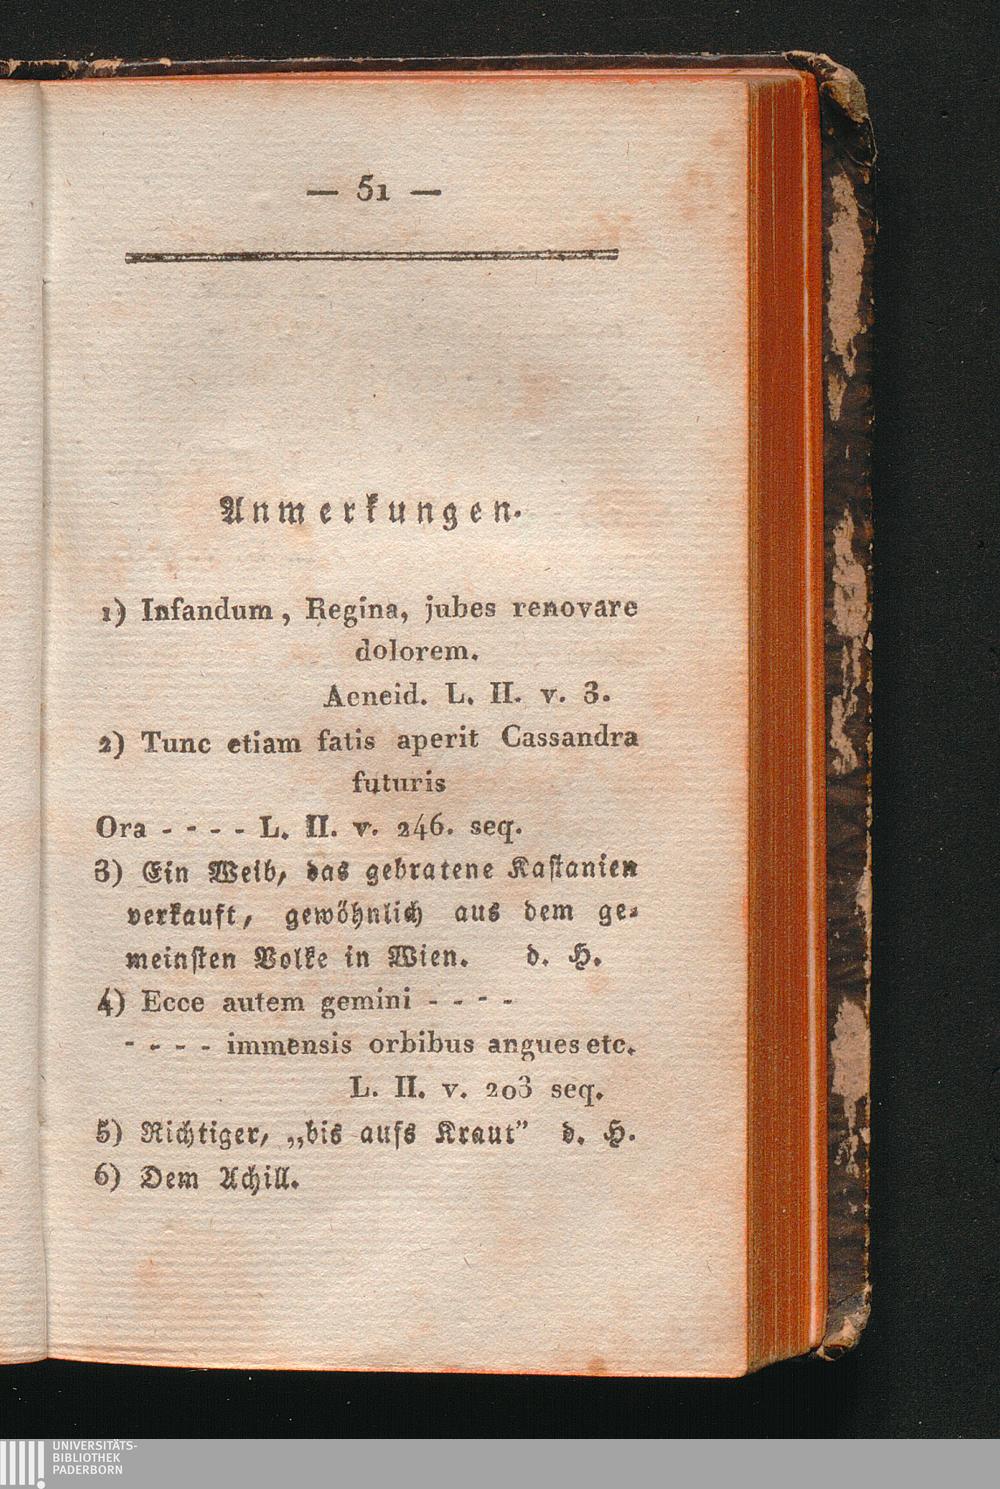 — 51 —
Anmerkungen.
1) Infandum, Regina, jubes renovare
dolorem.
Aeneid. L. II. v. 3.
2) Tunc etiam fatis aperit Cassandra
futuris
Ora - - - - L. II. v. 246. seq.
3) Ein Weib, das gebratene Kaſtanien
verkauft, gewöhnlich aus dem ge-
meinſten Volke in Wien. d. H.
4) Ecce autem gemini - - - -
- - - - immensis orbibus angues etc.
L. II. v. 203 seq.
5) Richtiger, „bis aufs Kraut” d. H.
6) Dem Achill.
UNIVERSITÄTS-
BIBLIOTHEK
PADERBORN